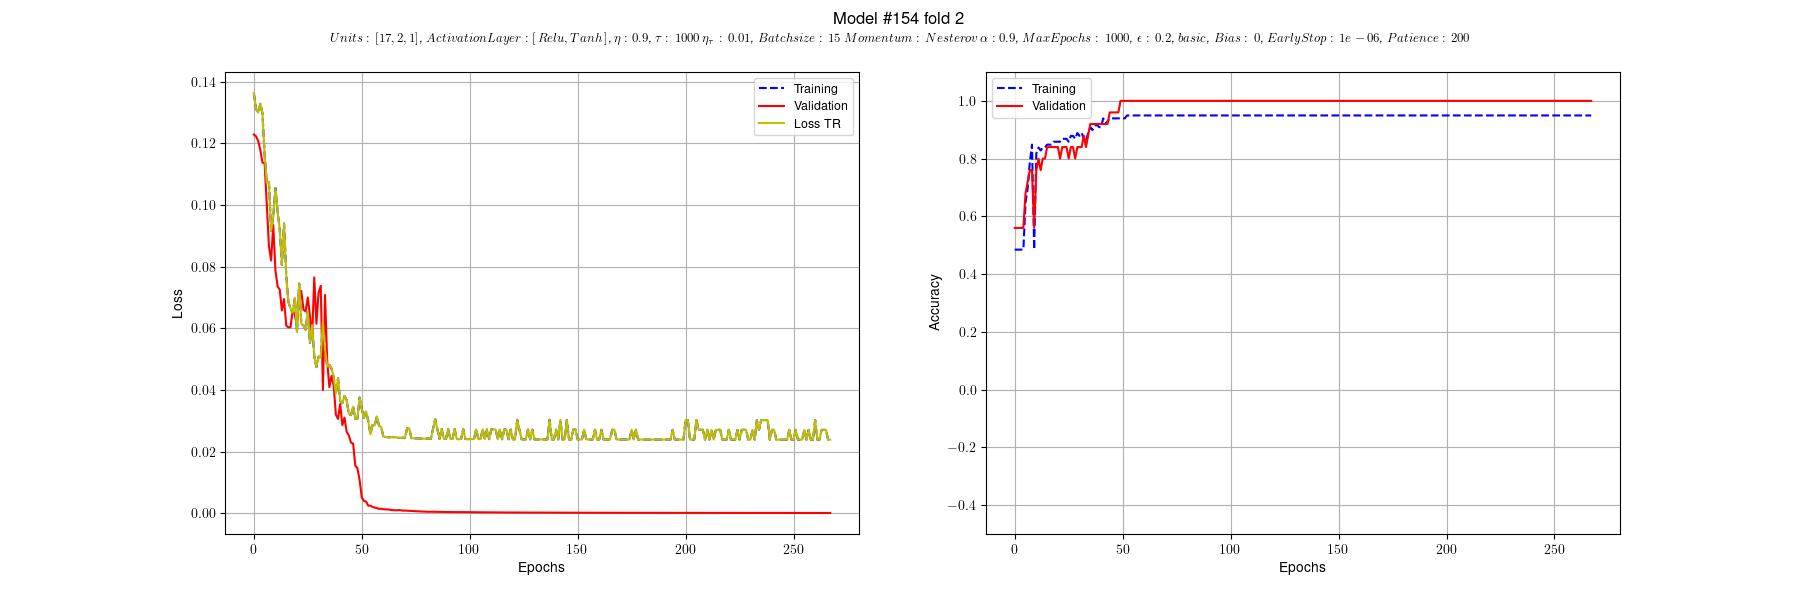 Model #154 fold 2
Units : [17, 2, 1], ActivationLayer : [Relu, Tanh], η : 0.9, τ : 1000 ητ : 0.01, Batchsize : 15 Momentum : Nesterov α : 0.9, MaxEpochs : 1000, ϵ : 0.2, basic, Bias : 0, EarlyStop : 1e − 06, Patience : 200
0.14
0.12
0.10
0.08
0.06
0.04
0.02
0.00
Loss
Training
Validation
Loss TR
0 50 100 150 200 250
Epochs
1.0
0.8
0.6
0.4
0.2
0.0
−0.2
−0.4
Accuracy
Training
Validation
0 50 100 150 200 250
Epochs